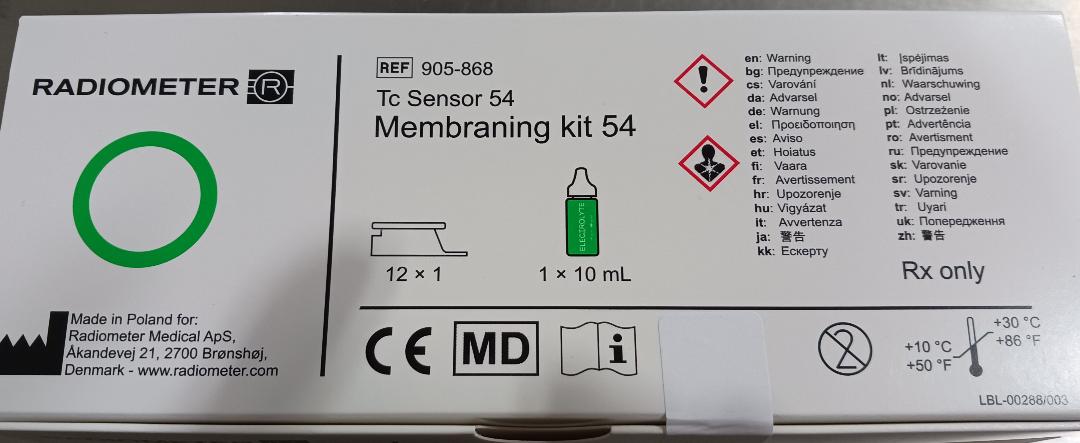 RADIOMETER R
REF 905-868
Tc Sensor 54
Membraning kit 54
ELECTROLYTE
12 × 1
1 × 10 mL
en: Warning
bg: Предупреждение
cs: Varování
da: Advarsel
de: Warnung
el: Προειδοποίηση
es: Aviso
et: Hoiatus
fi: Vaara
fr: Avertissement
hr: Upozorenje
hu: Vigyázat
it: Avvertenza
ja: 警告
kk: Ескерту
lt: Įspėjimas
lv: Brīdinājums
nl: Waarschuwing
no: Advarsel
pl: Ostrzeżenie
pt: Advertência
ro: Avertisment
ru: Предупреждение
sk: Varovanie
sr: Upozorenje
sv: Varning
tr: Uyari
uk: Попередження
zh: 警告
Rx only
Made in Poland for:
Radiometer Medical ApS,
Åkandevej 21, 2700 Brønshøj,
Denmark - www.radiometer.com
CE
MD
i
2
+10 °C
+50 °F
+30 °C
+86 °F
LBL-00288/003